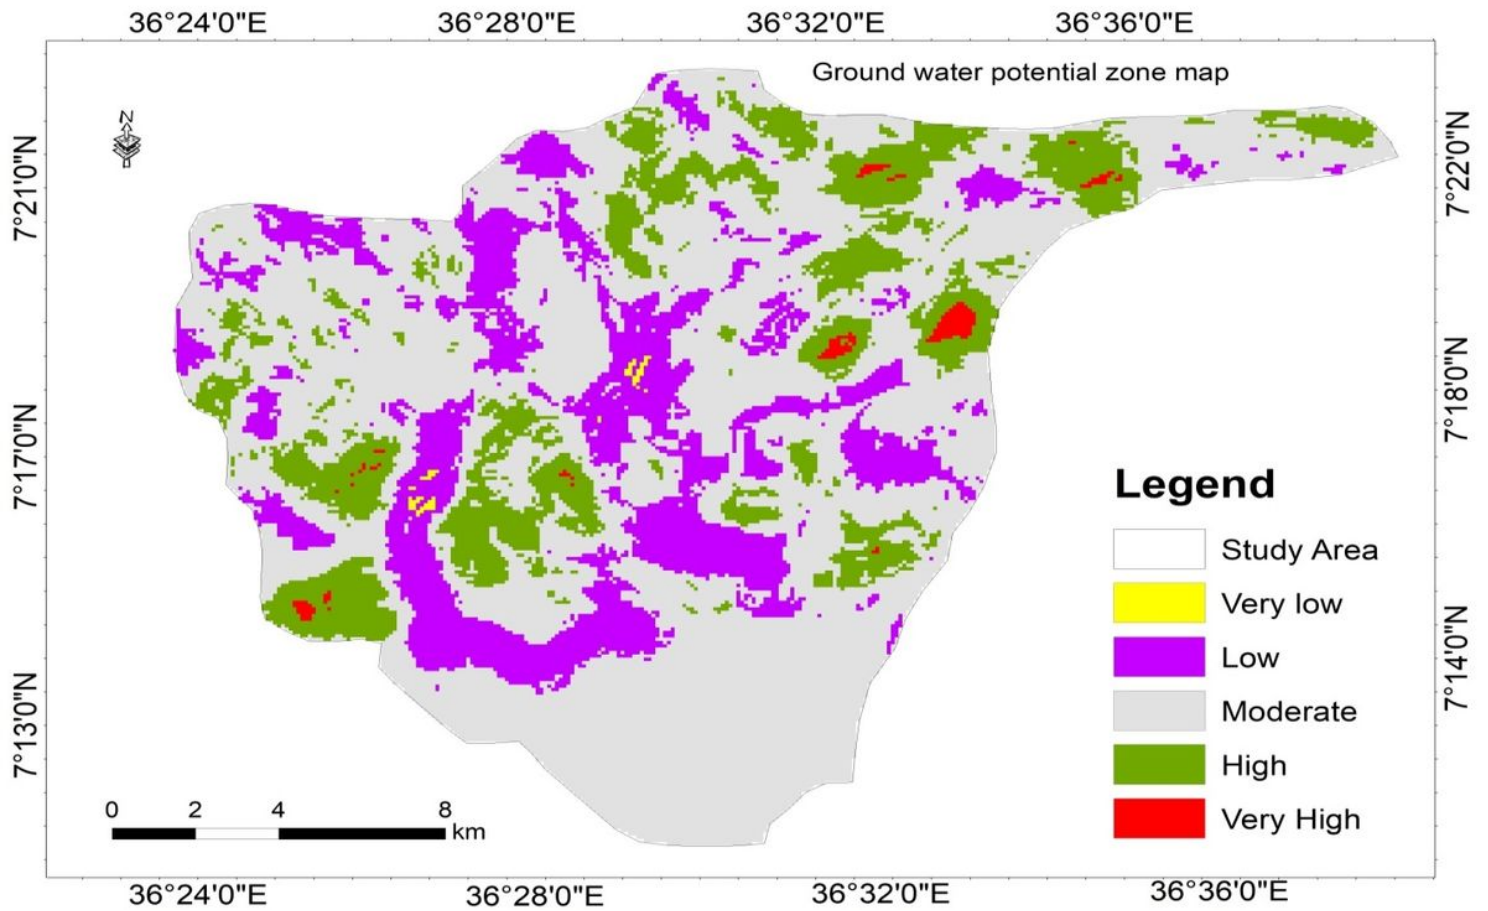 36°24'0"E 36°28'0"E 36°32'0"E 36°36'0"E
Ground water potential zone map
N
7°21'0"N
7°17'0"N
7°13'0"N
7°22'0"N
7°18'0"N
7°14'0"N
Legend
Study Area
Very low
Low
Moderate
High
Very High
0 2 4 8
km
36°24'0"E 36°28'0"E 36°32'0"E 36°36'0"E